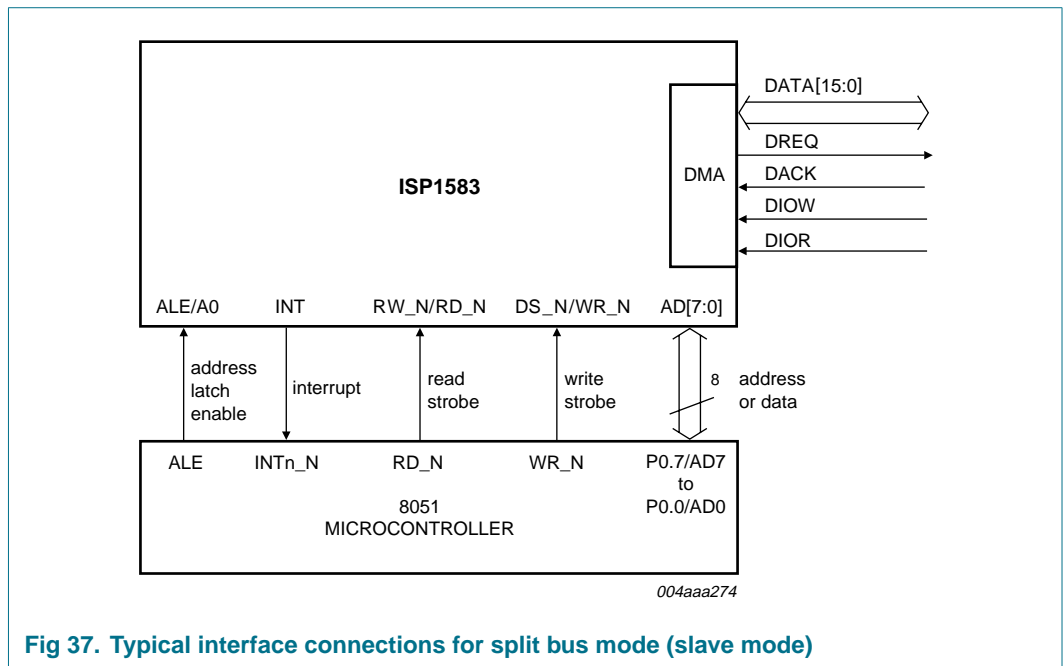 DATA[15:0]
DREQ
DACK
DIOW
DIOR
DMA
ISP1583
ALE/A0 INT RW_N/RD_N DS_N/WR_N AD[7:0]
address
latch
enable
interrupt
read
strobe
write
strobe
8 address
or data
ALE INTn_N RD_N WR_N P0.7/AD7
to
P0.0/AD0
8051
MICROCONTROLLER
004aaa274
Fig 37. Typical interface connections for split bus mode (slave mode)